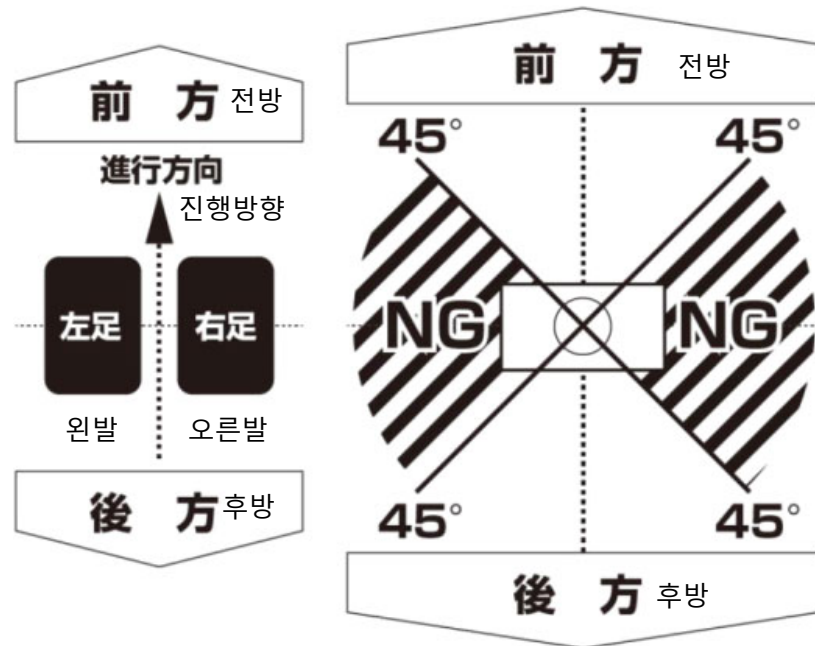 前 方 전방
進行方向
진행방향
左足 右足
왼발 오른발
後 方 후방
前 方 전방
45° 45°
NG NG
45° 45°
後 方 후방